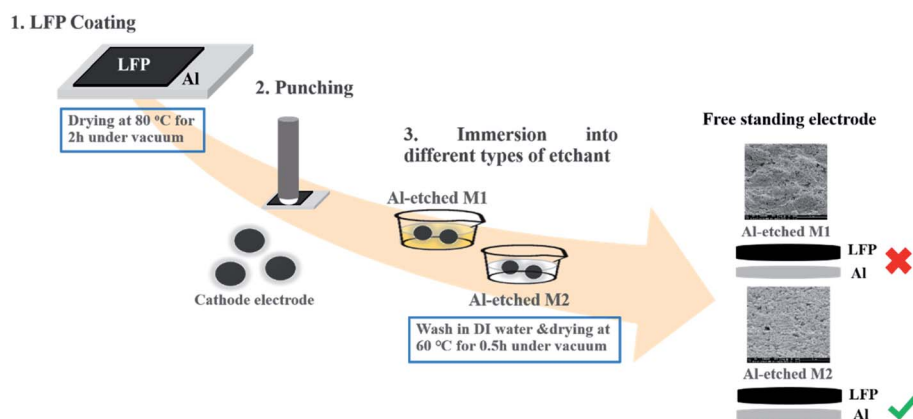 1. LFP Coating
LFP
Al
Drying at 80 °C for
2h under vacuum
2. Punching
Cathode electrode
3. Immersion into
different types of etchant
Al-etched M1
Al-etched M2
Wash in DI water &drying at
60 °C for 0.5h under vacuum
Free standing electrode
Al-etched M1
LFP
Al
Al-etched M2
LFP
Al